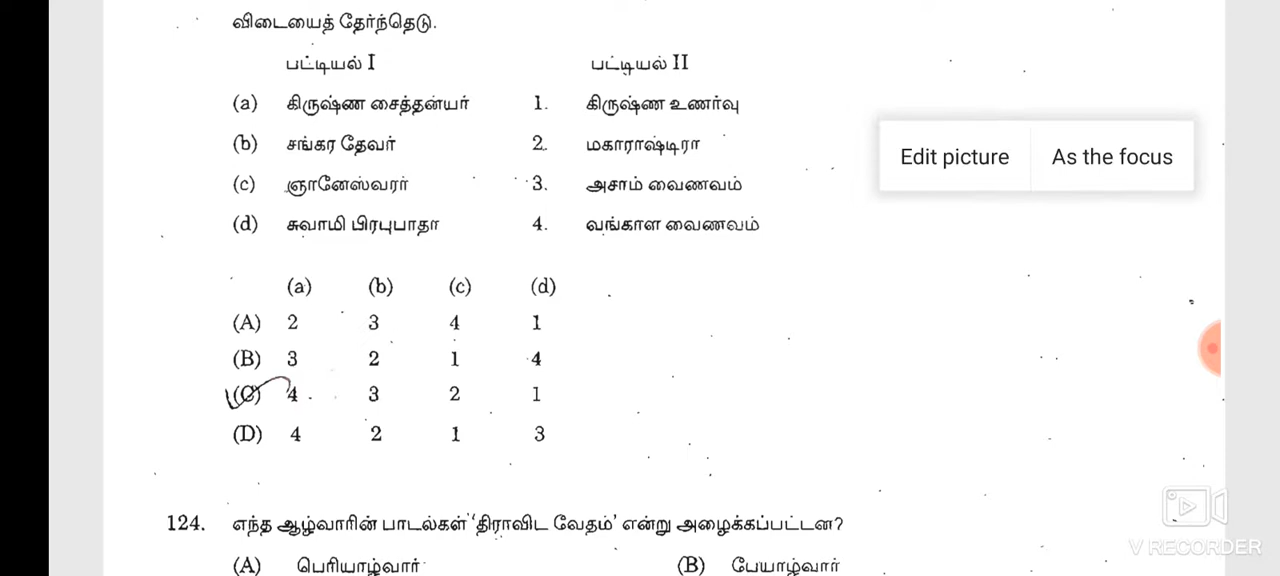 விடையைத் தேர்ந்தெடு.
பட்டியல் I பட்டியல் II
(a) கிருஷ்ண சைத்தன்யர் 1. கிருஷ்ண உணர்வு
(b) சங்கர தேவர் 2. மகாராஷ்டிரா
(c) ஞானேஸ்வரர் 3. அசாம் வைணவம்
(d) சுவாமி பிரபுபாதா 4. வங்காள வைணவம்
Edit picture As the focus
(a) (b) (c) (d)
(A) 2 3 4 1
(B) 3 2 1 4
(C) 4 3 2 1
(D) 4 2 1 3
124. எந்த ஆழ்வாரின் பாடல்கள் 'திராவிட வேதம்' என்று அழைக்கப்பட்டன?
(A) பெரியாழ்வார் (B) பேயாழ்வார்
V RECORDER